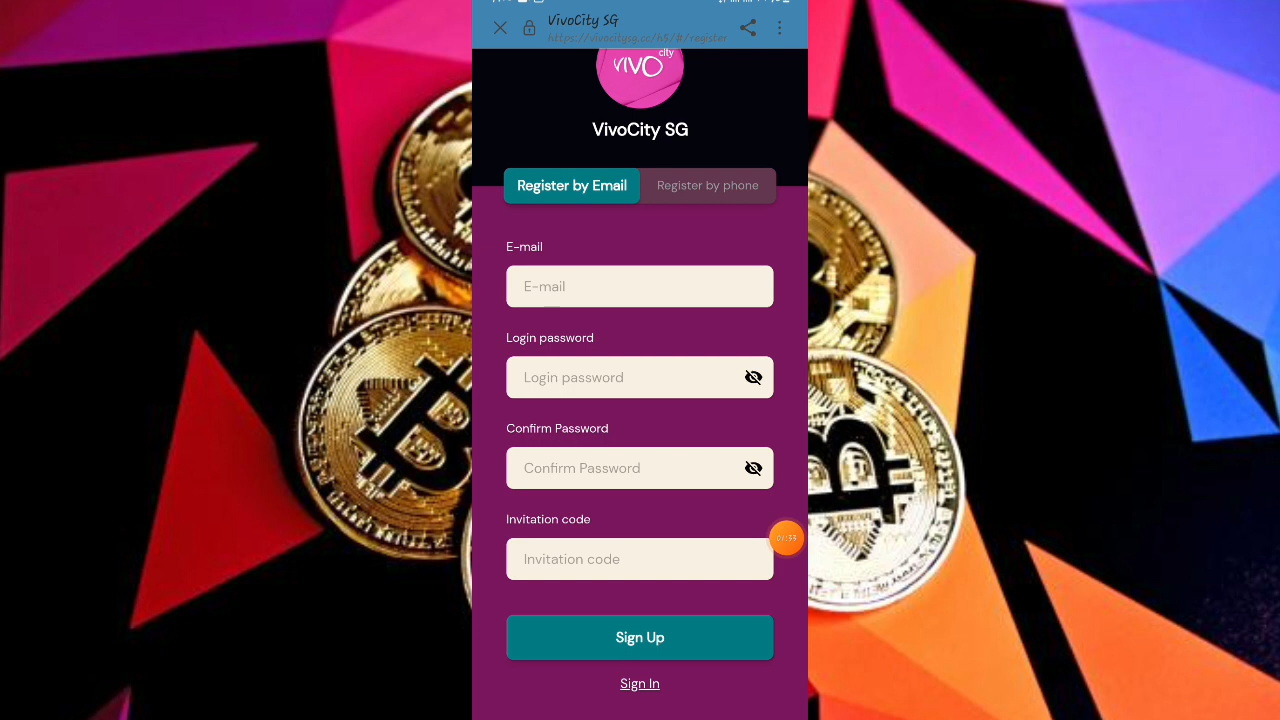 VivoCity SG
https://vivocitysg.cc/h5/#/register
VIVO city
VivoCity SG
Register by Email
Register by phone
E-mail
E-mail
Login password
Login password
Confirm Password
Confirm Password
Invitation code
Invitation code
01:33
Sign Up
Sign In